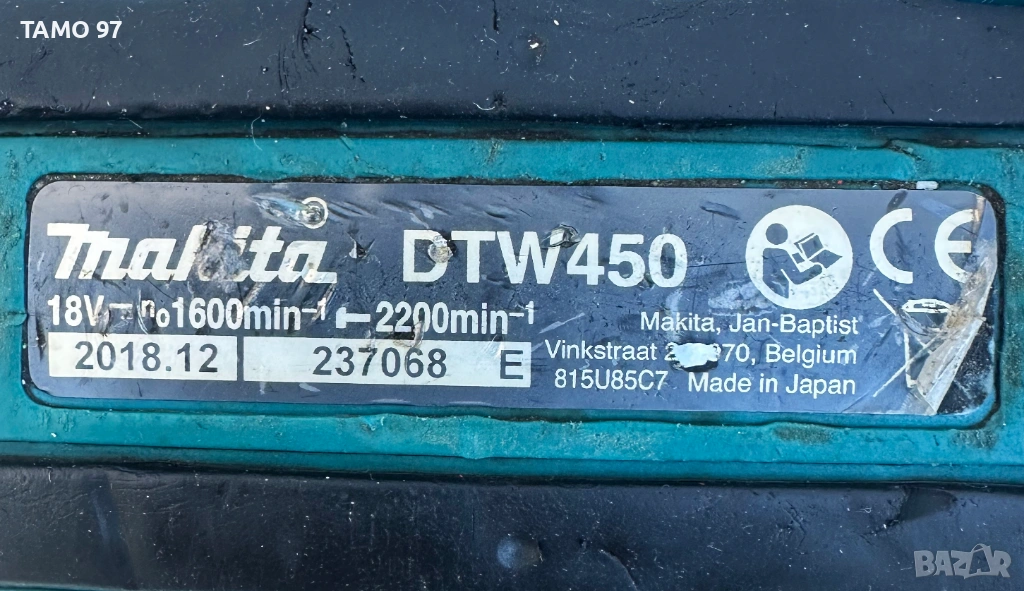 TAMO 97
makita DTW450 CE
18V n₀1600min⁻¹ 2200min⁻¹
2018.12 237068 E
Makita, Jan-Baptist
Vinkstraat Belgium
815U85C7 Made in Japan
BAZAR